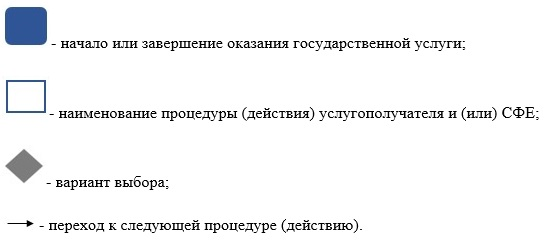 - начало или завершение оказания государственной услуги;
- наименование процедуры (действия) услугополучателя и (или) СФЕ;
- вариант выбора;
- переход к следующей процедуре (действию).